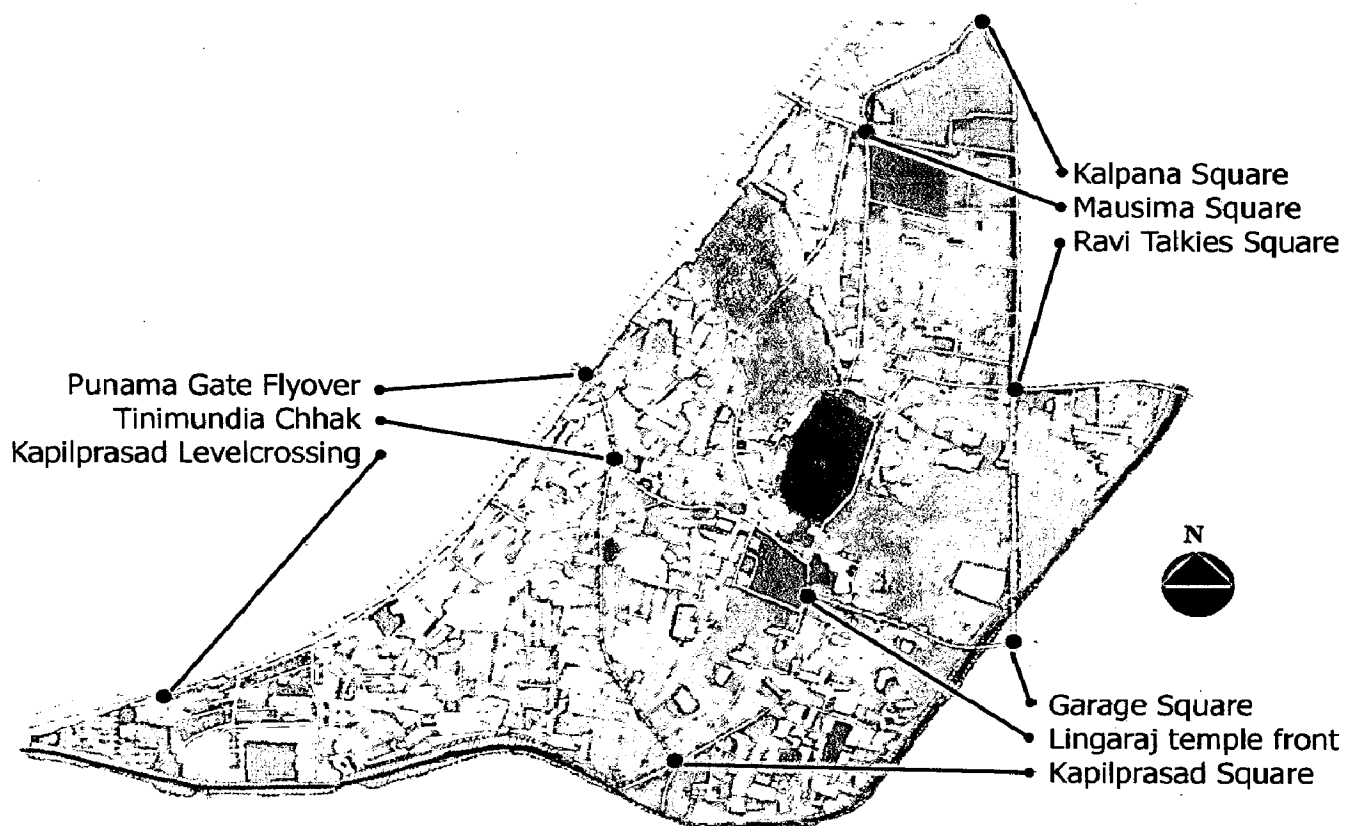 Kalpana Square
Mausima Square
Ravi Talkies Square
Punama Gate Flyover
Tinimundia Chhak
Kapilprasad Levelcrossing
N
Garage Square
Lingaraj temple front
Kapilprasad Square